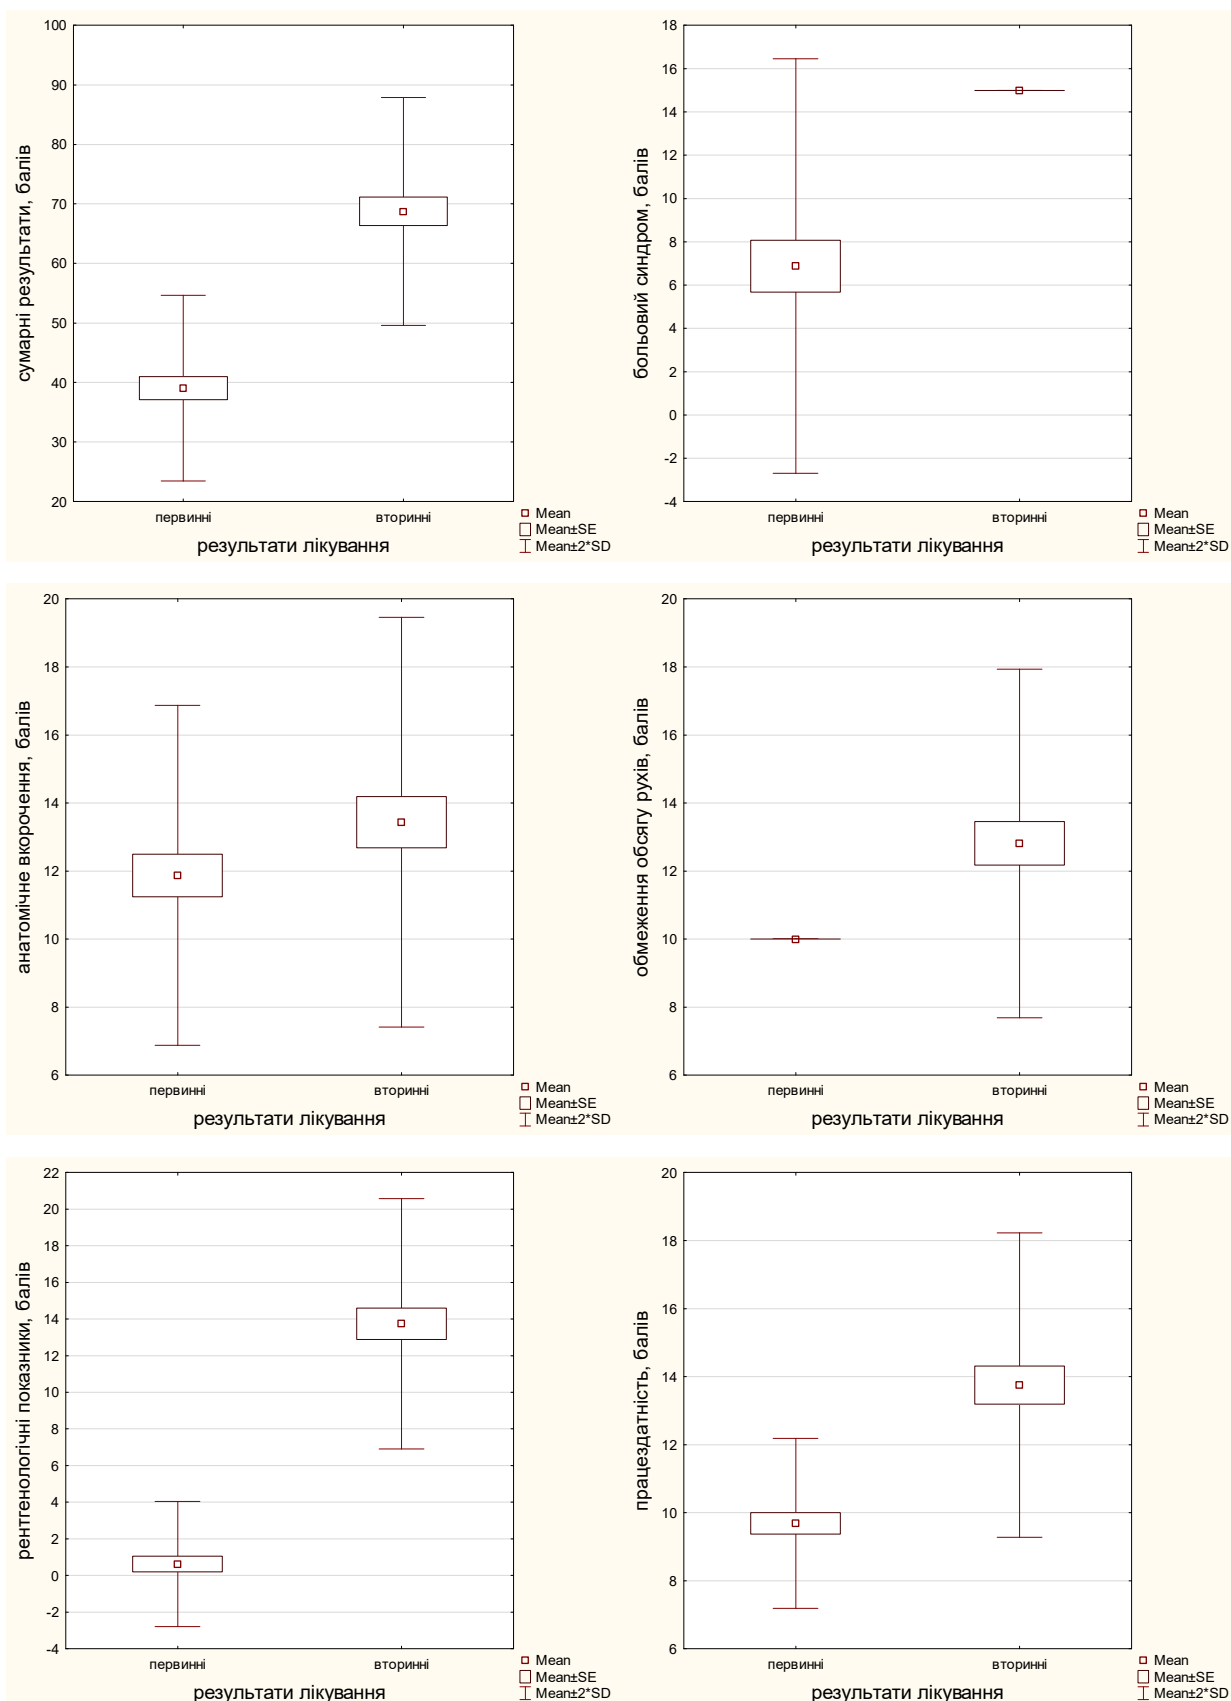 сумарні результати, балів
100
90
80
70
60
50
40
30
20
первинні
вторинні
результати лікування
Mean
Mean±SE
Mean±2*SD
больовий синдром, балів
18
16
14
12
10
8
6
4
2
0
-2
-4
первинні
вторинні
результати лікування
Mean
Mean±SE
Mean±2*SD
анатомічне вкорочення, балів
20
18
16
14
12
10
8
6
первинні
вторинні
результати лікування
Mean
Mean±SE
Mean±2*SD
обмеження обсягу рухів, балів
20
18
16
14
12
10
8
6
первинні
вторинні
результати лікування
Mean
Mean±SE
Mean±2*SD
рентгенологічні показники, балів
22
20
18
16
14
12
10
8
6
4
2
0
-2
-4
первинні
вторинні
результати лікування
Mean
Mean±SE
Mean±2*SD
працездатність, балів
20
18
16
14
12
10
8
6
первинні
вторинні
результати лікування
Mean
Mean±SE
Mean±2*SD